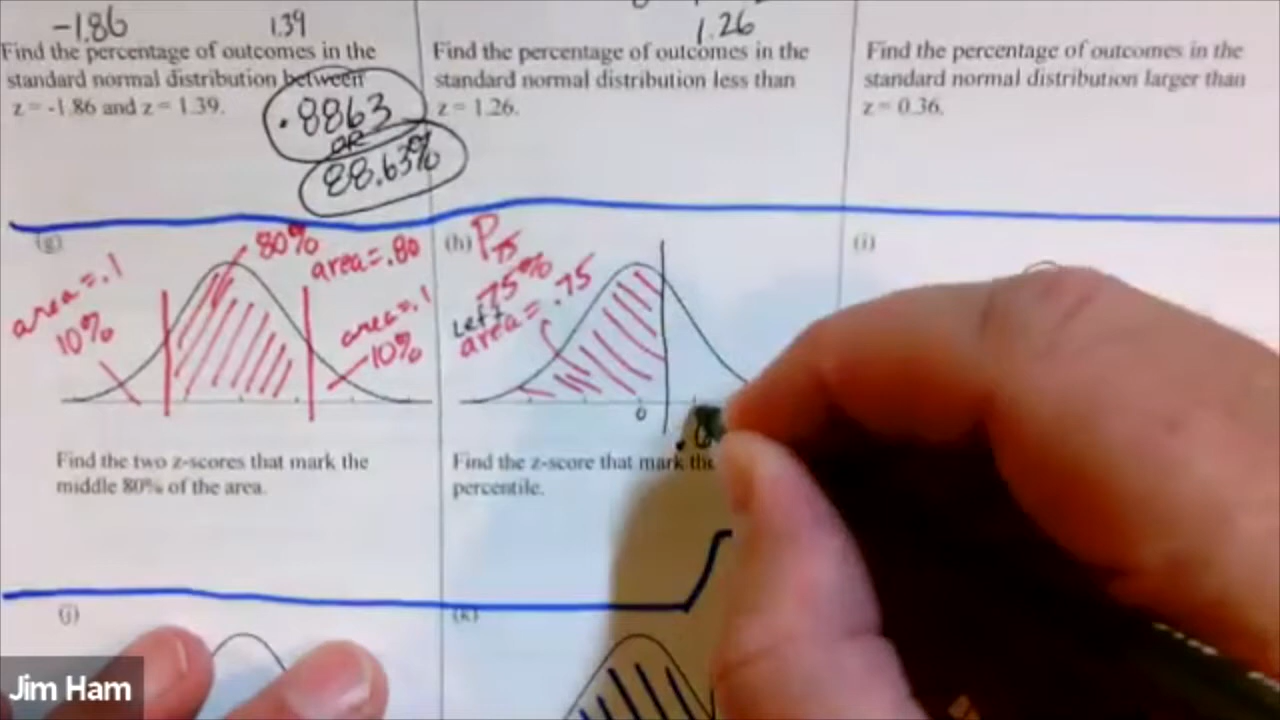 -1.86 1.39
Find the percentage of outcomes in the
standard normal distribution between
z = -1.86 and z = 1.39.
.8863
OR
88.63%
1.26
Find the percentage of outcomes in the
standard normal distribution less than
z = 1.26.
Find the percentage of outcomes in the
standard normal distribution larger than
z = 0.36.
(g)
80%
area=.80
area=.1
10%
area=.1
10%
Find the two z-scores that mark the
middle 80% of the area.
(h) P75
75%
Left
area=.75
0
Find the z-score that mark the
percentile.
(i)
(j)
(k)
Jim Ham